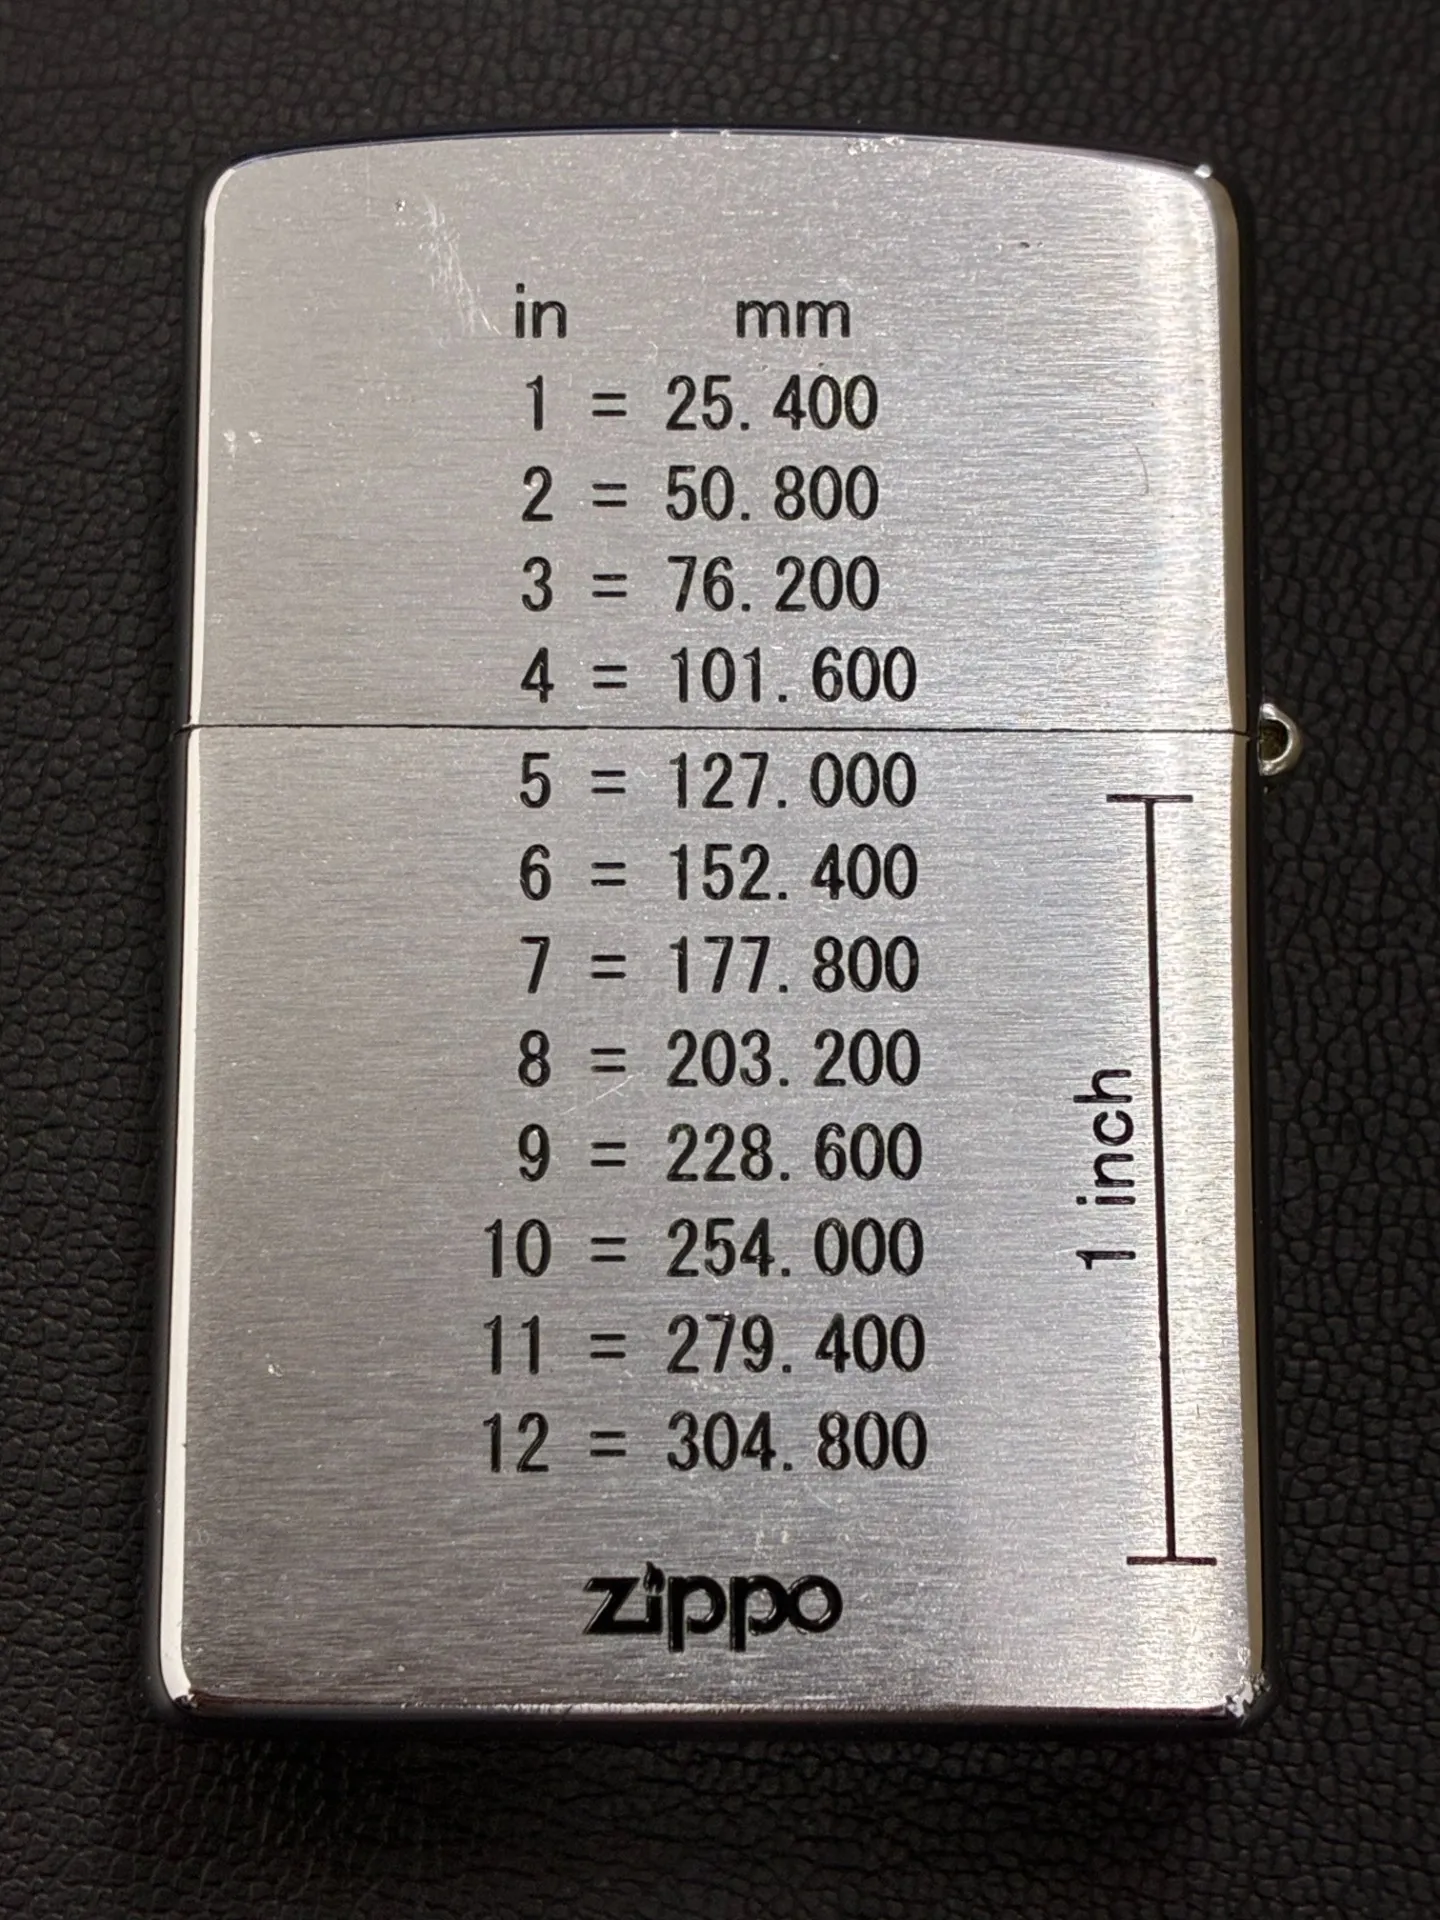 in mm
1 = 25.400
2 = 50.800
3 = 76.200
4 = 101.600
5 = 127.000
6 = 152.400
7 = 177.800
8 = 203.200
9 = 228.600
10 = 254.000
11 = 279.400
12 = 304.800
1 inch
zippo